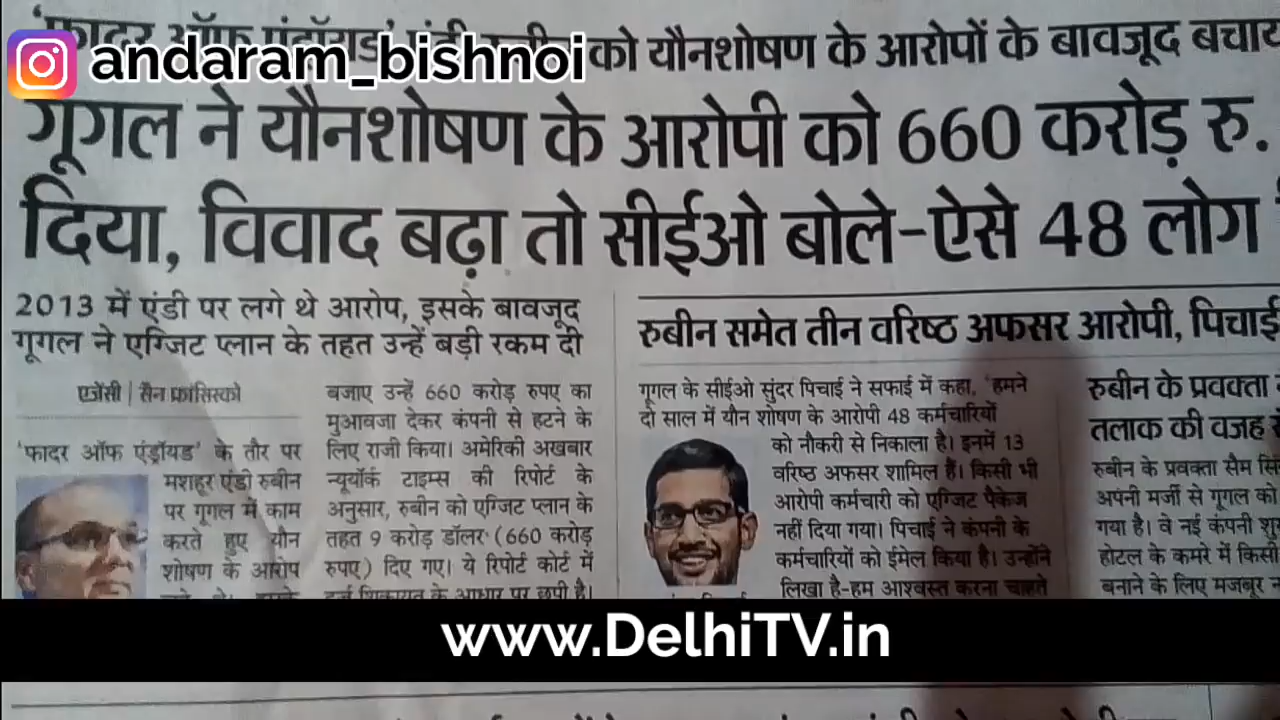 andaram_bishnoi
को यौनशोषण के आरोपों के बावजूद
गूगल ने यौनशोषण के आरोपी को 660 करोड़ रु.
दिया, विवाद बढ़ा तो सीईओ बोले-ऐसे 48 लोग
2013 में एंडी पर लगे थे आरोप, इसके बावजूद
गूगल ने एग्जिट प्लान के तहत उन्हें बड़ी रकम दी
एजेंसी | सैन फ्रांसिस्को
'फादर ऑफ एंड्रॉयड' के तौर पर
मशहूर एंडी रुबीन
पर गूगल में काम
करते हुए यौन
शोषण के आरोप
बजाए उन्हें 660 करोड़ रुपए का
मुआवजा देकर कंपनी से हटने के
लिए राजी किया। अमेरिकी अखबार
न्यूयॉर्क टाइम्स की रिपोर्ट के
अनुसार, रुबीन को एग्जिट प्लान के
तहत 9 करोड़ डॉलर (660 करोड़
रुपए) दिए गए। ये रिपोर्ट कोर्ट में
दर्ज शिकायत के आधार पर छपी है।
रुबीन समेत तीन वरिष्ठ अफसर आरोपी, पिचाई
गूगल के सीईओ सुंदर पिचाई ने सफाई में कहा, 'हमने
दो साल में यौन शोषण के आरोपी 48 कर्मचारियों
को नौकरी से निकाला है। इनमें 13
वरिष्ठ अफसर शामिल हैं। किसी भी
आरोपी कर्मचारी को एग्जिट पैकेज
नहीं दिया गया। पिचाई ने कंपनी के
कर्मचारियों को ईमेल किया है। उन्होंने
लिखा है-हम आश्वस्त करना चाहते
रुबीन के प्रवक्ता
तलाक की वजह
रुबीन के प्रवक्ता सैम
अपनी मर्जी से गूगल को
गया है। वे नई कंपनी
होटल के कमरे में किसी
बनाने के लिए मजबूर
www.DelhiTV.in